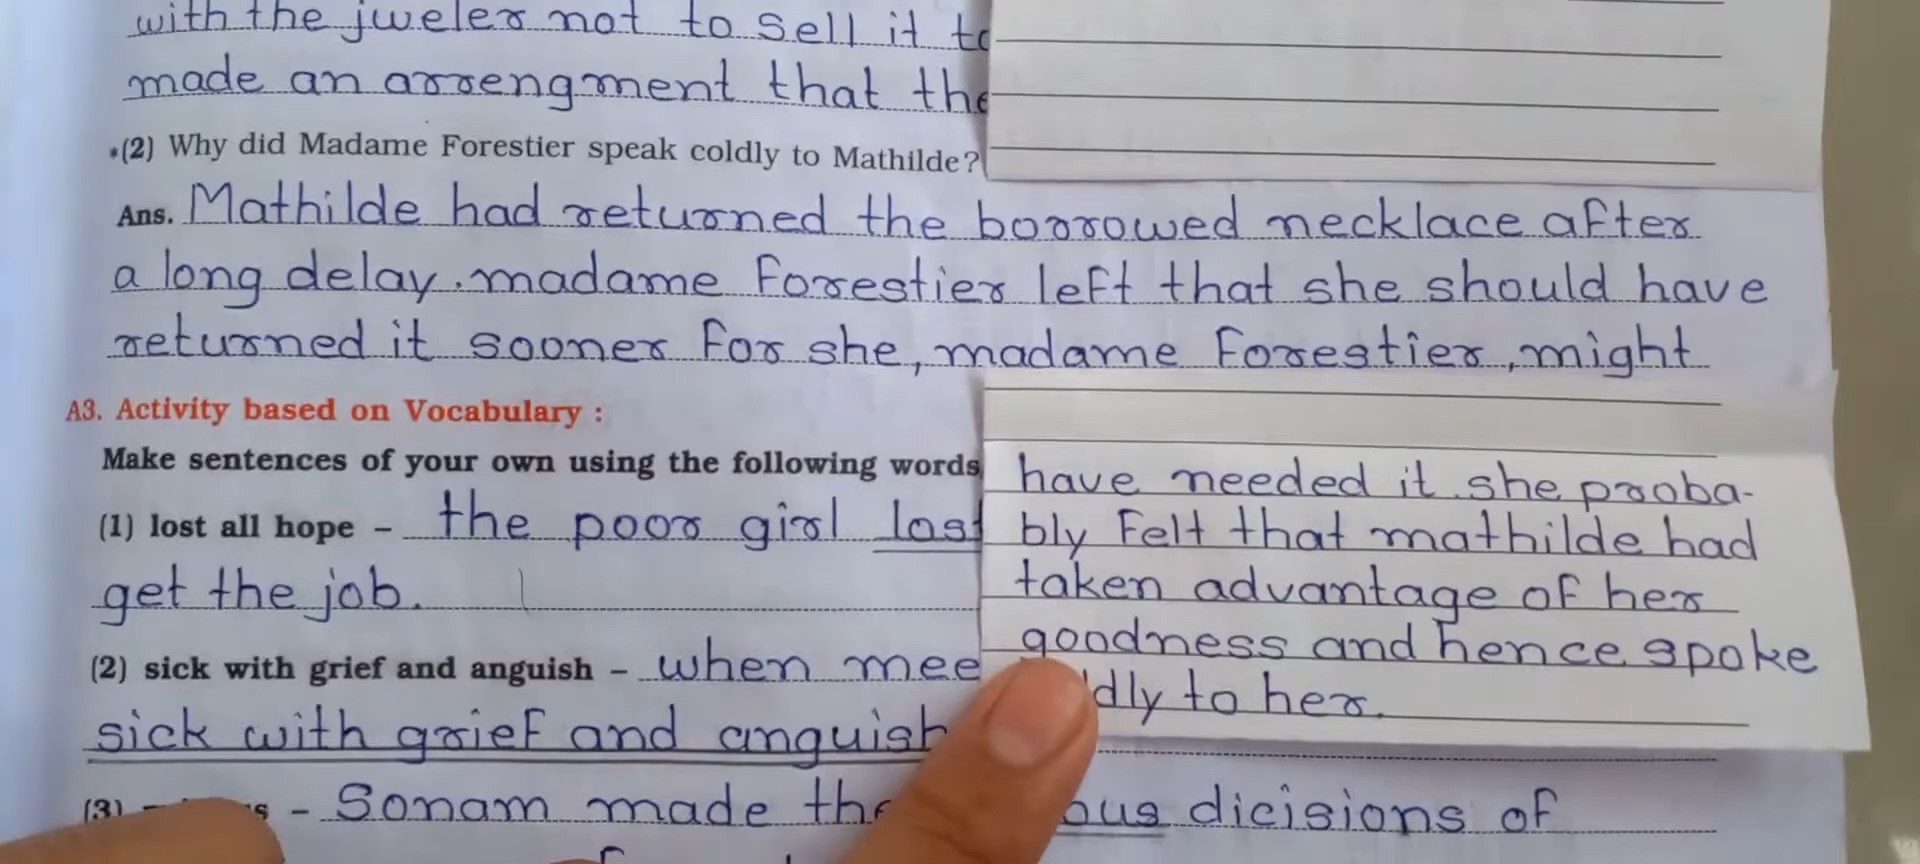 with the jweler not to sell it to
made an arrengment that the
*(2) Why did Madame Forestier speak coldly to Mathilde?
Ans. Mathilde had returned the borrowed necklace after
a long delay. madame Forestier left that she should have
returned it sooner for she, madame Forestier, might
have needed it. she proba-
bly felt that mathilde had
taken advantage of her
goodness and hence spoke
dly to her.
A3. Activity based on Vocabulary :
Make sentences of your own using the following words
(1) lost all hope – the poor girl lost
get the job.
(2) sick with grief and anguish – when mee
sick with grief and anguish
(3) – Sonam made the dicisions of